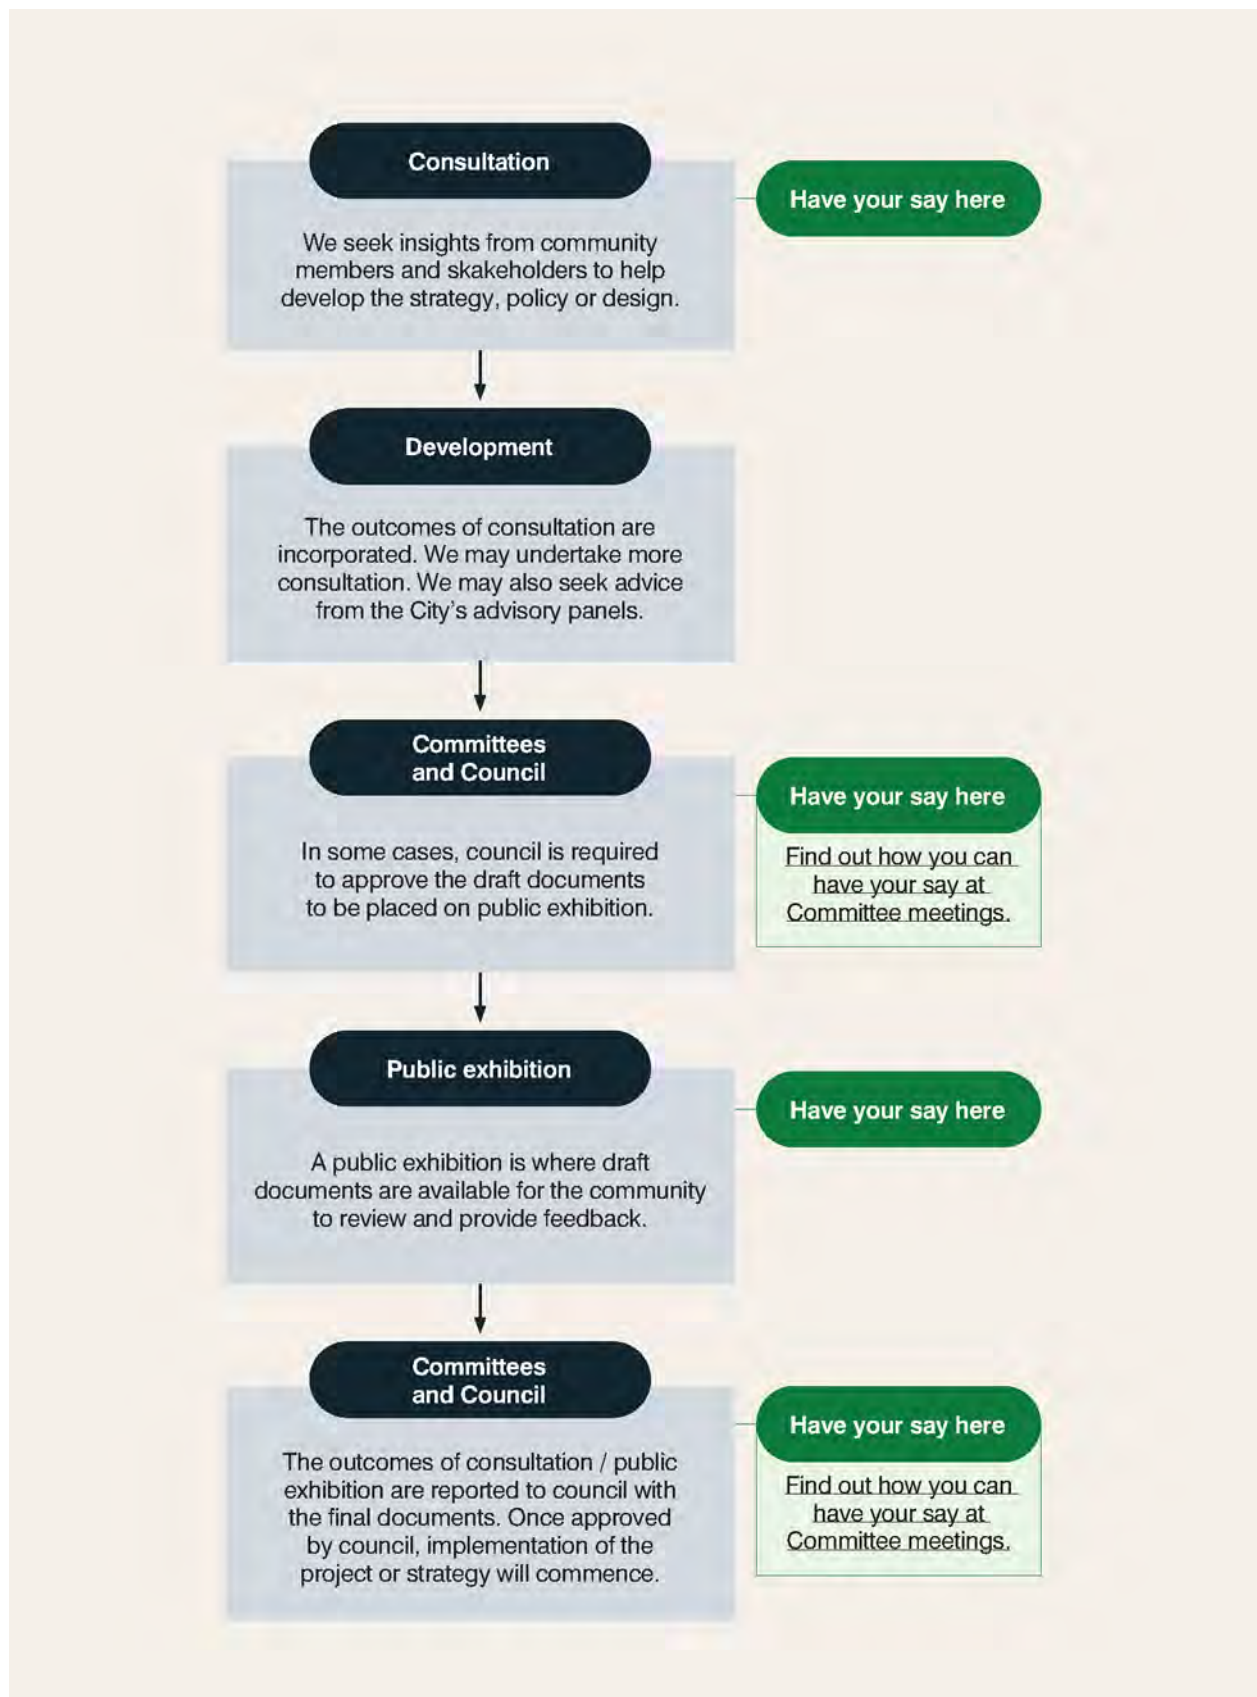 Consultation
Have your say here
We seek insights from community
members and skakeholders to help
develop the strategy, policy or design.
Development
The outcomes of consultation are
incorporated. We may undertake more
consultation. We may also seek advice
from the City's advisory panels.
Committees
and Council
Have your say here
In some cases, council is required
to approve the draft documents
to be placed on public exhibition.
Find out how you can
have your say at
Committee meetings.
Public exhibition
Have your say here
A public exhibition is where draft
documents are available for the community
to review and provide feedback.
Committees
and Council
Have your say here
The outcomes of consultation / public
exhibition are reported to council with
the final documents. Once approved
by council, implementation of the
project or strategy will commence.
Find out how you can
have your say at
Committee meetings.